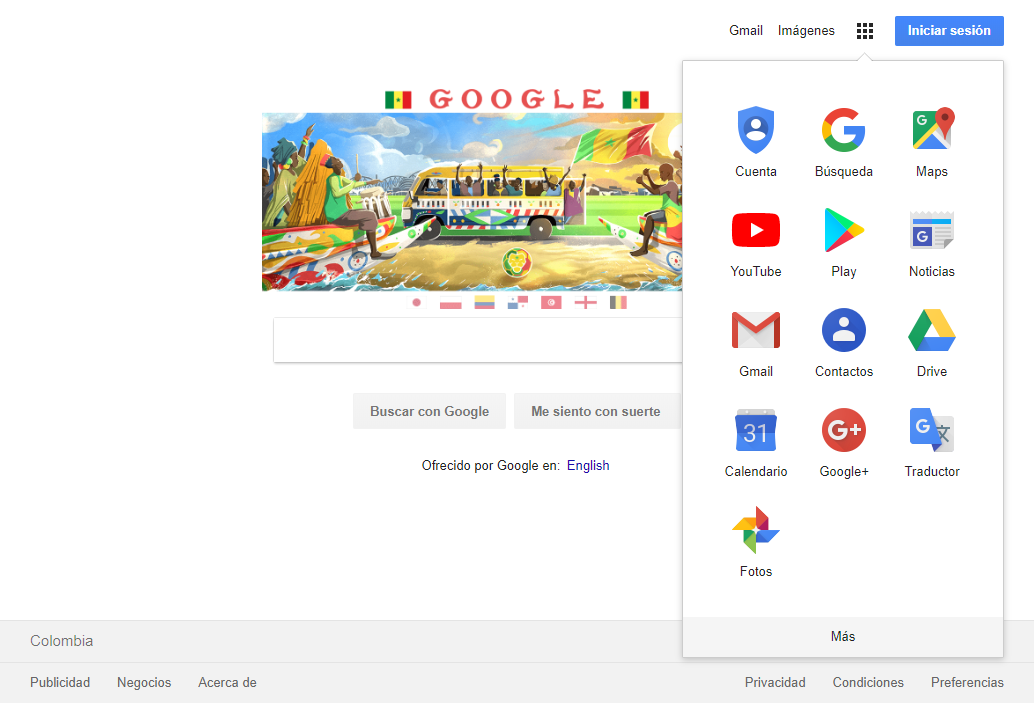 Gmail Imágenes Iniciar sesión
GOOGLE
Cuenta Búsqueda Maps
YouTube Play Noticias
Gmail Contactos Drive
31
Calendario Google+ Traductor
Fotos
Más
Buscar con Google Me siento con suerte
Ofrecido por Google en: English
Colombia
Publicidad Negocios Acerca de Privacidad Condiciones Preferencias